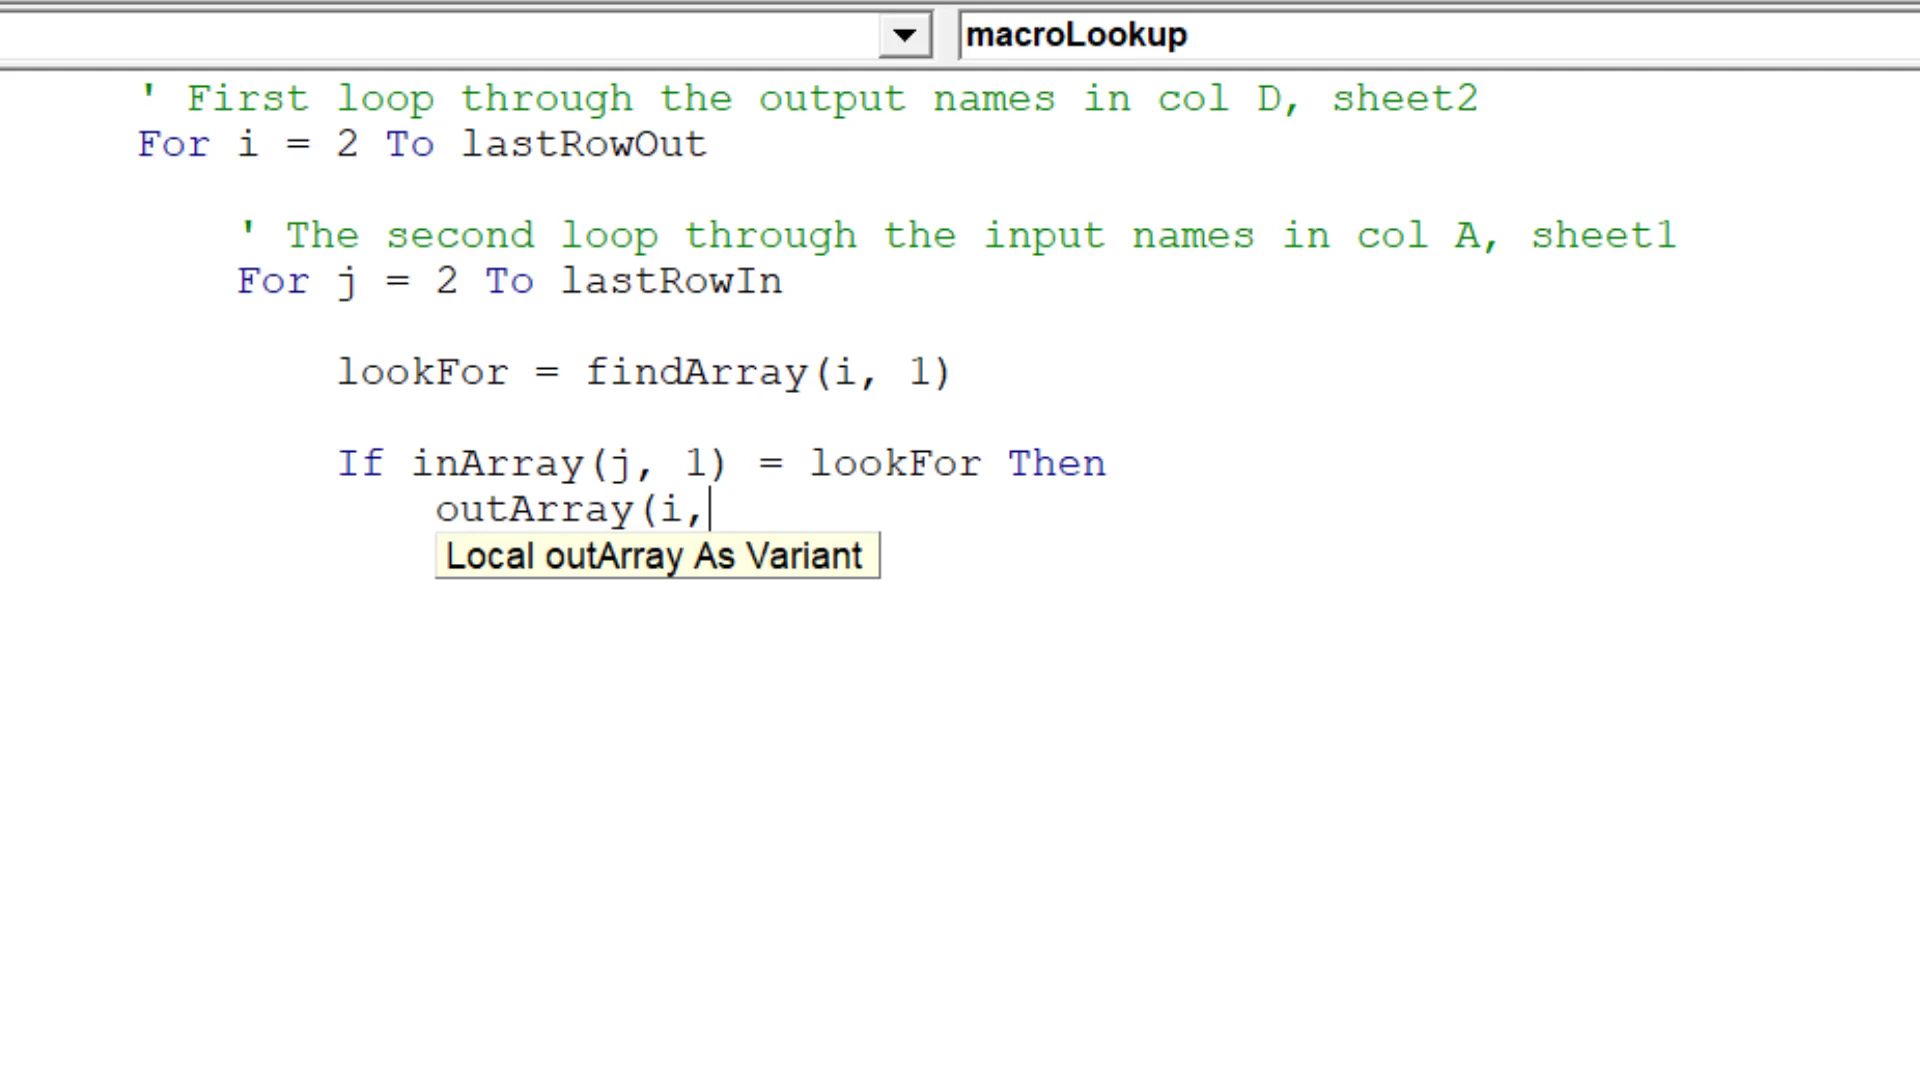 macroLookup
' First loop through the output names in col D, sheet2
For i = 2 To lastRowOut
' The second loop through the input names in col A, sheet1
For j = 2 To lastRowIn
lookFor = findArray(i, 1)
If inArray(j, 1) = lookFor Then
outArray(i,
Local outArray As Variant